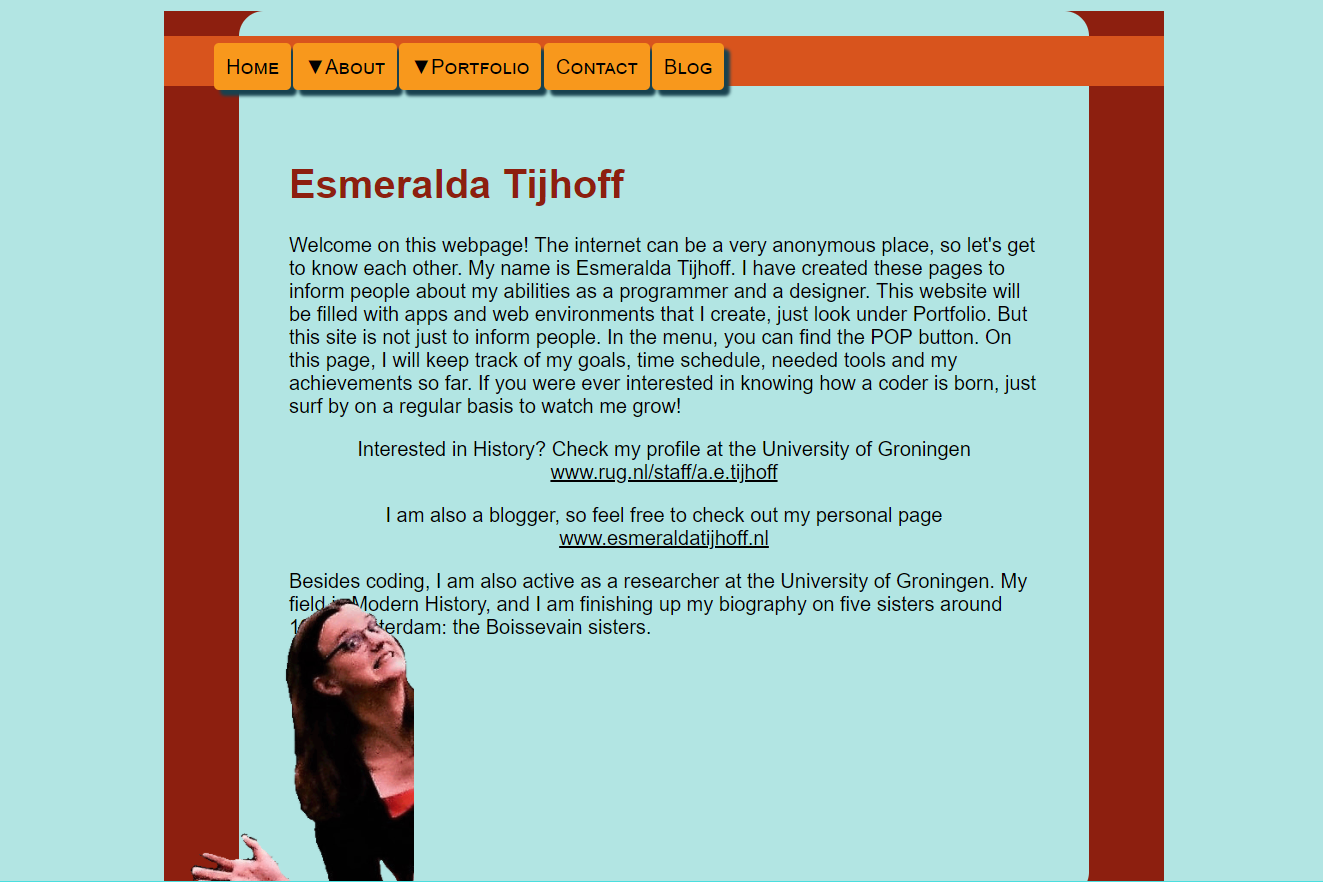 Home ▼About ▼Portfolio Contact Blog
Esmeralda Tijhoff
Welcome on this webpage! The internet can be a very anonymous place, so let's get
to know each other. My name is Esmeralda Tijhoff. I have created these pages to
inform people about my abilities as a programmer and a designer. This website will
be filled with apps and web environments that I create, just look under Portfolio. But
this site is not just to inform people. In the menu, you can find the POP button. On
this page, I will keep track of my goals, time schedule, needed tools and my
achievements so far. If you were ever interested in knowing how a coder is born, just
surf by on a regular basis to watch me grow!
Interested in History? Check my profile at the University of Groningen
www.rug.nl/staff/a.e.tijhoff
I am also a blogger, so feel free to check out my personal page
www.esmeraldatijhoff.nl
Besides coding, I am also active as a researcher at the University of Groningen. My
field Modern History, and I am finishing up my biography on five sisters around
the Boissevain sisters.